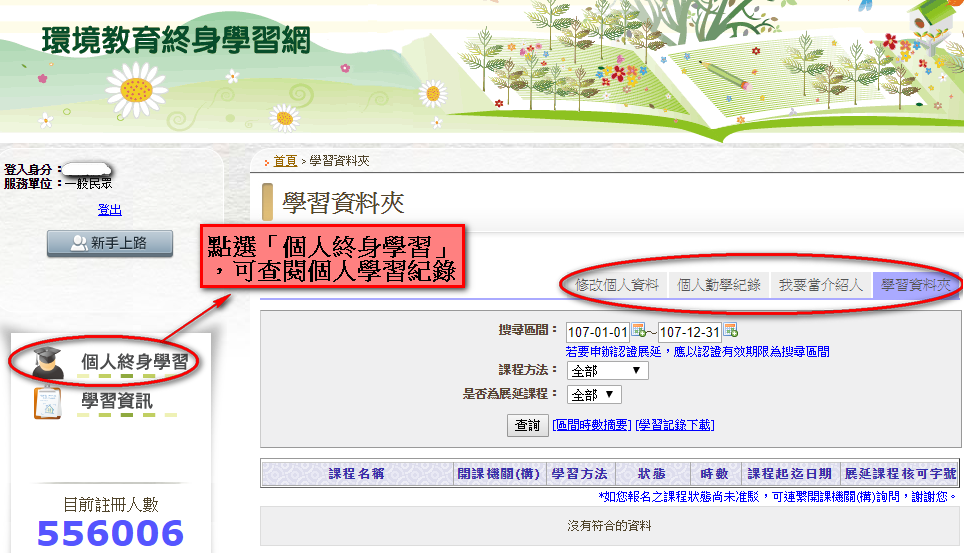 環境教育終身學習網
登入身分：
服務單位：一般民眾
登出
新手上路
個人終身學習
學習資訊
目前註冊人數
556006
首頁 > 學習資料夾
學習資料夾
點選「個人終身學習」
，可查閱個人學習紀錄
修改個人資料 個人勤學紀錄 我要當介紹人 學習資料夾
搜尋區間： 107-01-01 ~ 107-12-31
若要申辦認證展延，應以認證有效期限為搜尋區間
課程方法： 全部
是否為展延課程： 全部
查詢 [區間時數摘要] [學習記錄下載]
課程名稱 開課機關(構) 學習方法 狀態 時數 課程起迄日期 展延課程核可字號
*如您報名之課程狀態尚未准駁，可連繫開課機關(構)詢問，謝謝您。
沒有符合的資料